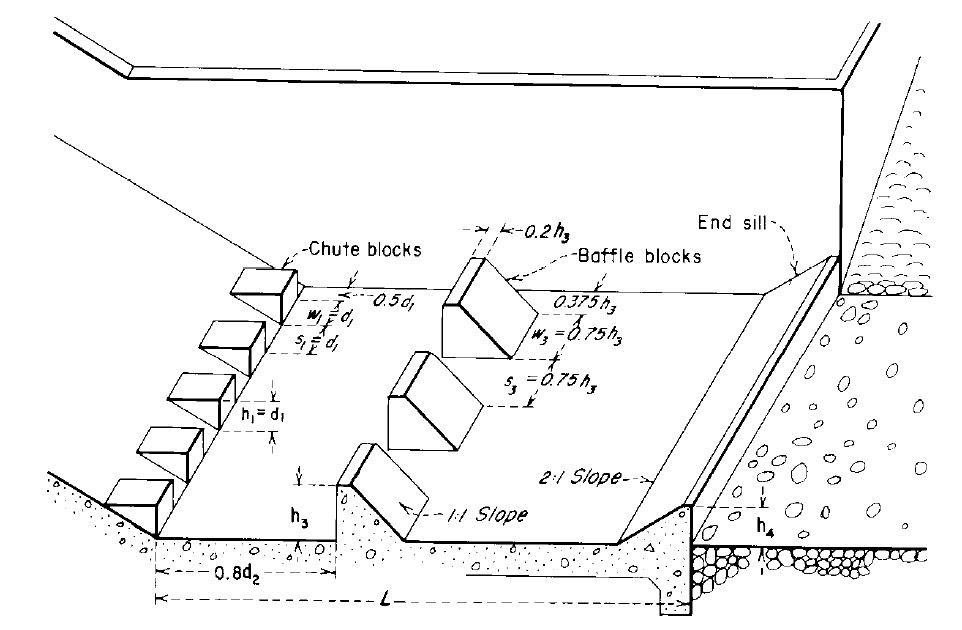 0.2h₃
End sill
Chute blocks
Baffle blocks
0.5d₁
0.375h₃
w₁=d₁
w₃=0.75h₃
s₁=d₁
s₃=0.75h₃
h₁=d₁
2:1 Slope
h₃
1:1 Slope
h₄
0.8d₂
L